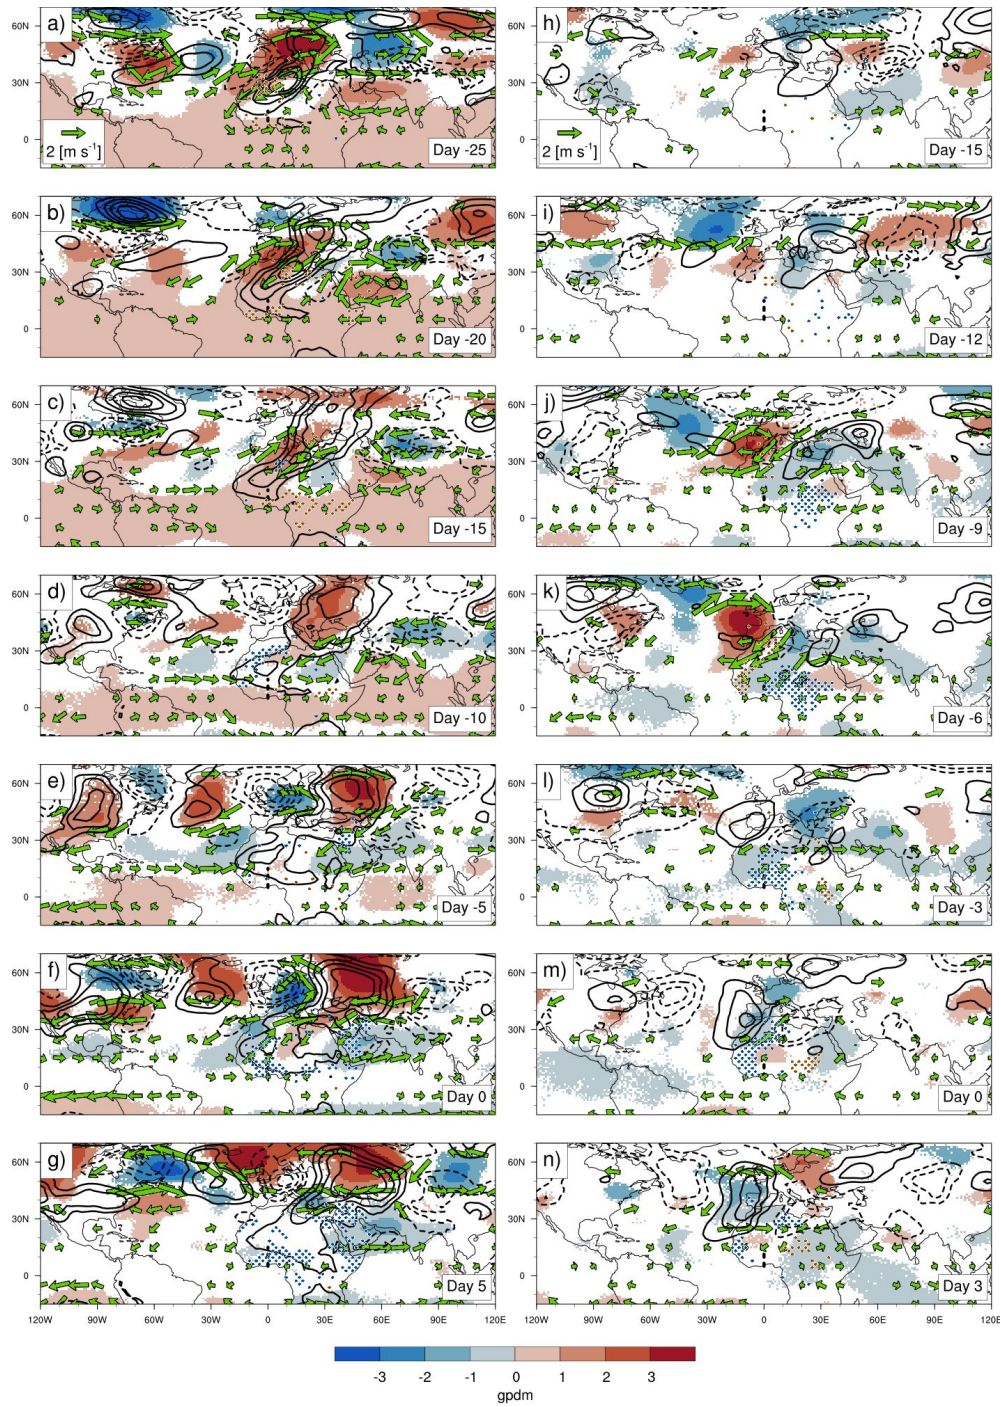 a)
60N
30N
0
2 [m s⁻¹]
Day -25
h)
60N
30N
0
2 [m s⁻¹]
Day -15
b)
60N
30N
0
Day -20
i)
60N
30N
0
Day -12
c)
60N
30N
0
Day -15
j)
60N
30N
0
Day -9
d)
60N
30N
0
Day -10
k)
60N
30N
0
Day -6
e)
60N
30N
0
Day -5
l)
60N
30N
0
Day -3
f)
60N
30N
0
Day 0
m)
60N
30N
0
Day 0
g)
60N
30N
0
Day 5
120W 90W 60W 30W 0 30E 60E 90E 120E
n)
60N
30N
0
Day 3
120W 90W 60W 30W 0 30E 60E 90E 120E
-3 -2 -1 0 1 2 3
gpdm